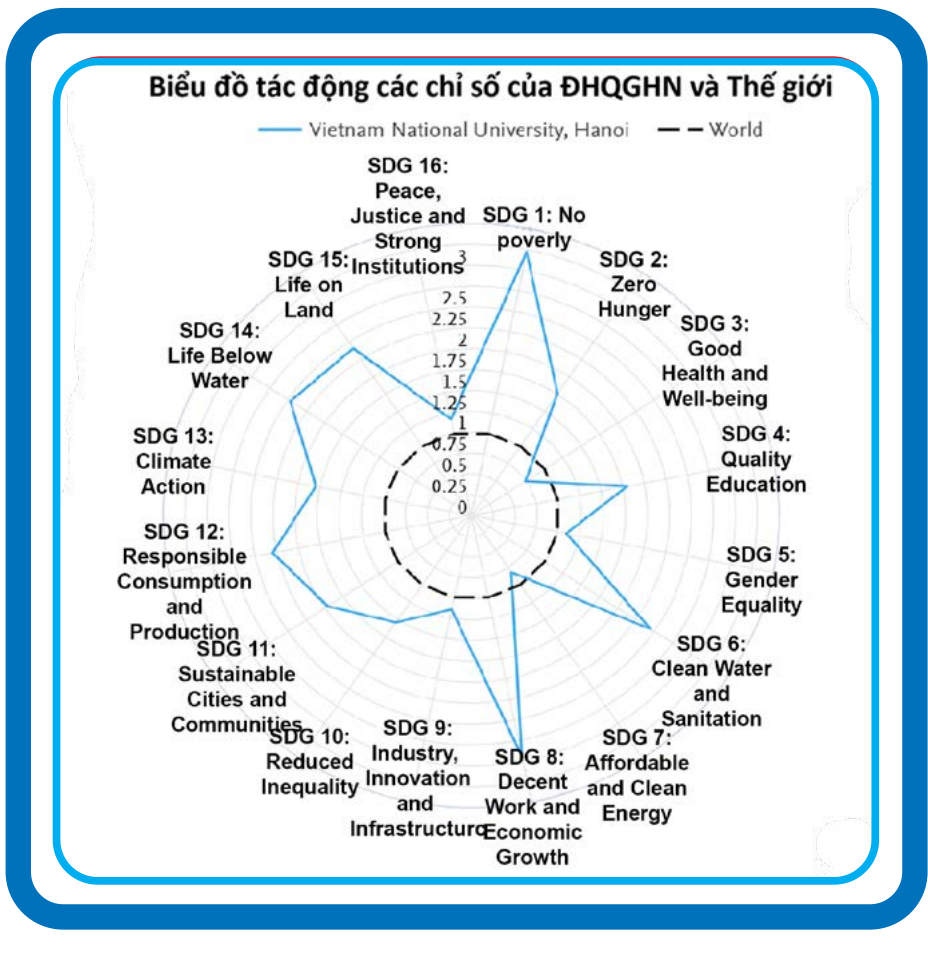 Biểu đồ tác động các chỉ số của ĐHQGHN và Thế giới
Vietnam National University, Hanoi
World
SDG 16:
Peace,
Justice and
Strong
Institutions
SDG 1: No
poverly
SDG 2:
Zero
Hunger
SDG 3:
Good
Health and
Well-being
SDG 4:
Quality
Education
SDG 5:
Gender
Equality
SDG 6:
Clean Water
and
Sanitation
SDG 7:
Affordable
and Clean
Energy
SDG 8:
Decent
Work and
Economic
Growth
SDG 9:
Industry,
Innovation
and
Infrastructure
SDG 10:
Reduced
Inequality
SDG 11:
Sustainable
Cities and
Communities
SDG 12:
Responsible
Consumption
and
Production
SDG 13:
Climate
Action
SDG 14:
Life Below
Water
SDG 15:
Life on
Land
3
2.5
2.25
2
1.75
1.5
1.25
1
0.75
0.5
0.25
0